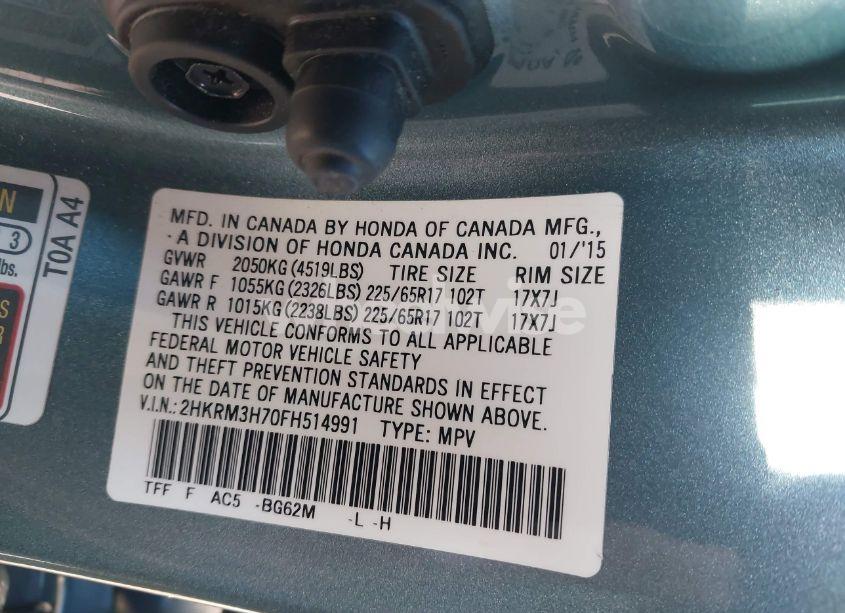 N
3
lbs.
S
R
T0A A4
MFD. IN CANADA BY HONDA OF CANADA MFG.,
A DIVISION OF HONDA CANADA INC. 01/'15
GVWR 2050KG (4519LBS) TIRE SIZE RIM SIZE
GAWR F 1055KG (2326LBS) 225/65R17 102T 17X7J
GAWR R 1015KG (2238LBS) 225/65R17 102T 17X7J
THIS VEHICLE CONFORMS TO ALL APPLICABLE
FEDERAL MOTOR VEHICLE SAFETY
AND THEFT PREVENTION STANDARDS IN EFFECT
ON THE DATE OF MANUFACTURE SHOWN ABOVE.
V.I.N.: 2HKRM3H70FH514991 TYPE: MPV
TFF F AC5 -BG62M -L -H